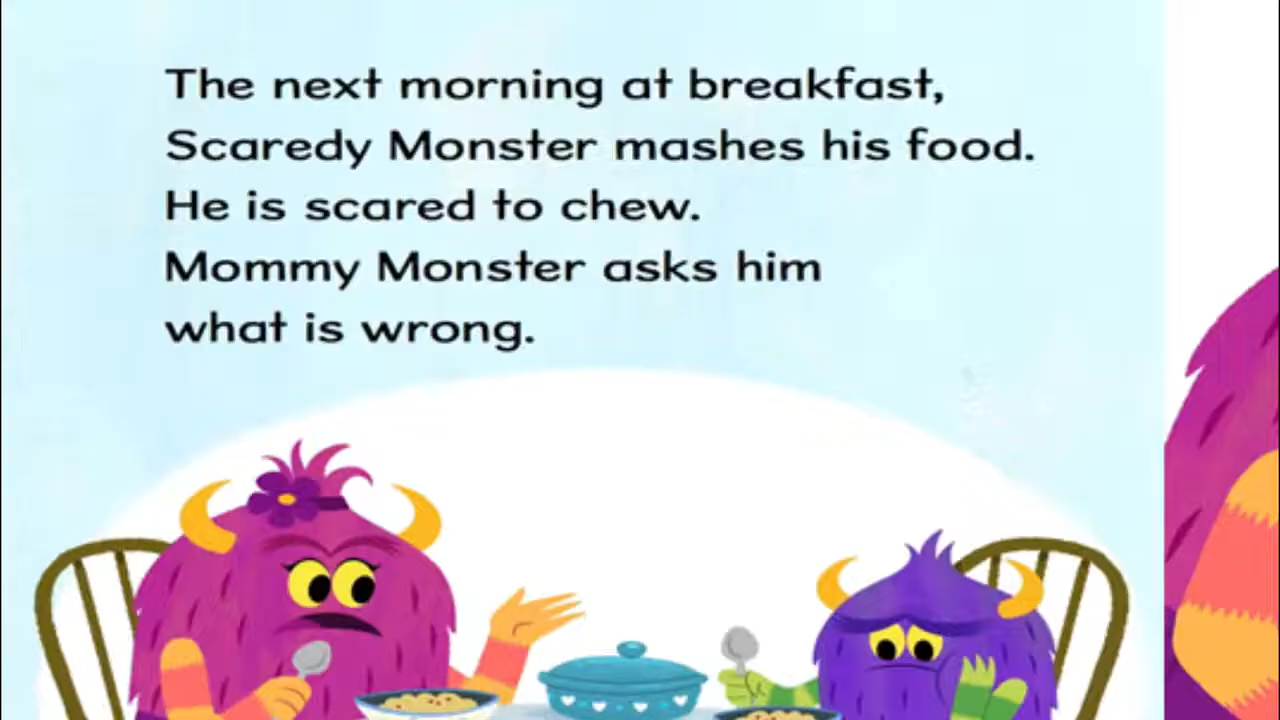 The next morning at breakfast,
Scaredy Monster mashes his food.
He is scared to chew.
Mommy Monster asks him
what is wrong.